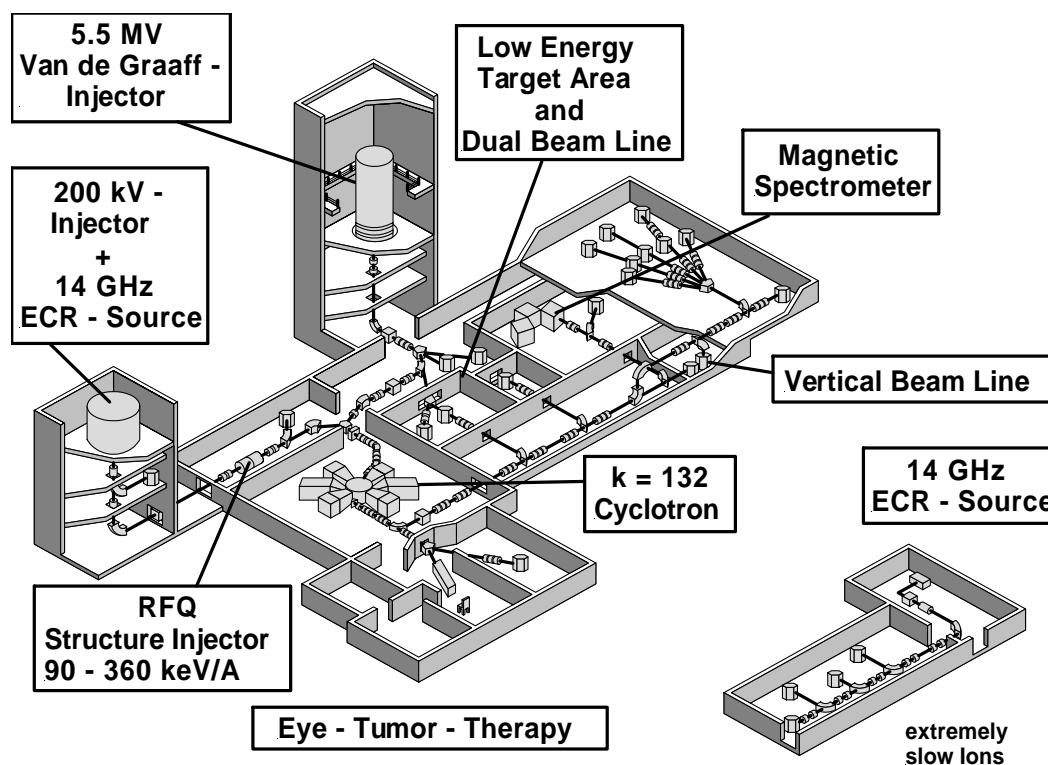 5.5 MV
Van de Graaff -
Injector
Low Energy
Target Area
and
Dual Beam Line
Magnetic
Spectrometer
200 kV -
Injector
+
14 GHz
ECR - Source
Vertical Beam Line
k = 132
Cyclotron
14 GHz
ECR - Source
RFQ
Structure Injector
90 - 360 keV/A
Eye - Tumor - Therapy
extremely
slow Ions